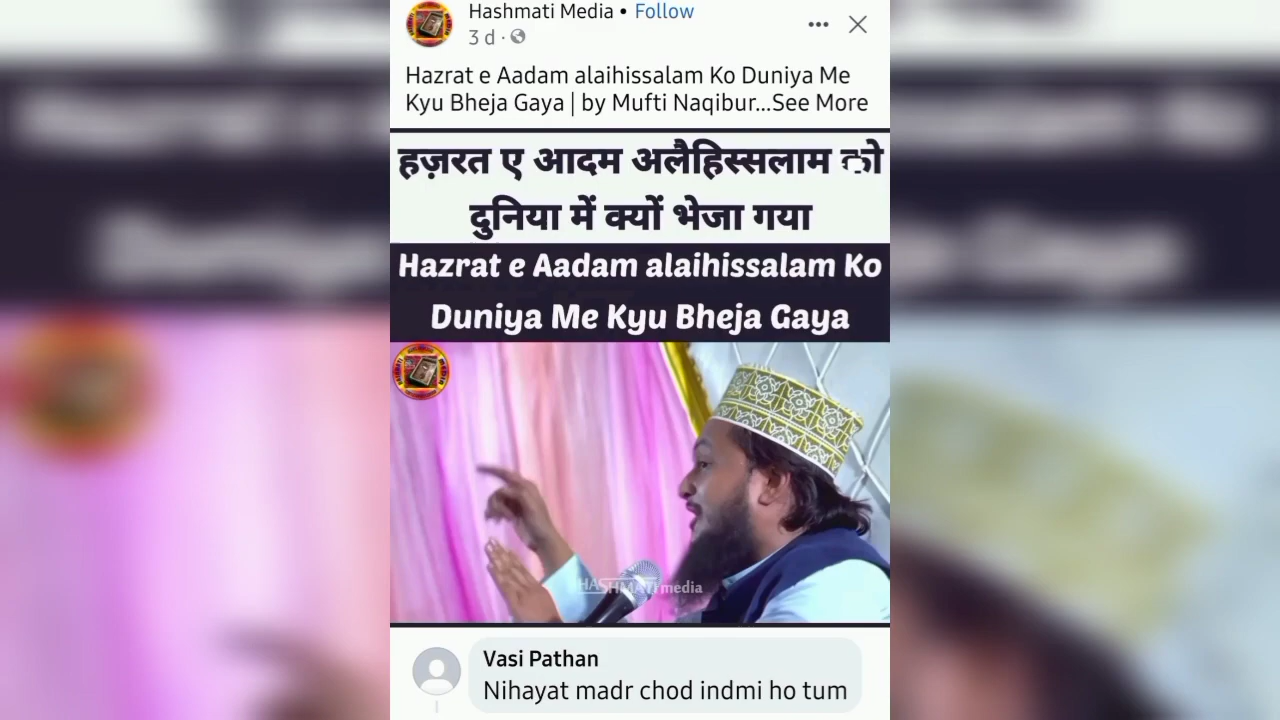 Hashmati Media • Follow
3 d ·
Hazrat e Aadam alaihissalam Ko Duniya Me
Kyu Bheja Gaya | by Mufti Naqibur...See More
हज़रत ए आदम अलैहिस्सलाम को
दुनिया में क्यों भेजा गया
Hazrat e Aadam alaihissalam Ko
Duniya Me Kyu Bheja Gaya
HASHMATI media
Vasi Pathan
Nihayat madr chod indmi ho tum